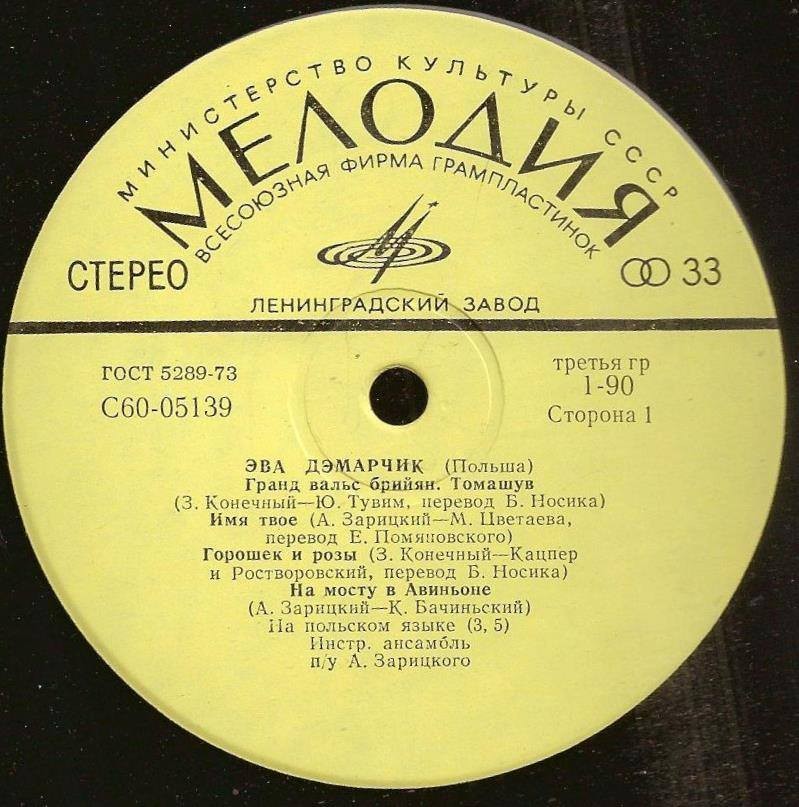 МИНИСТЕРСТВО КУЛЬТУРЫ СССР
МЕЛОДИЯ
ВСЕСОЮЗНАЯ ФИРМА ГРАМПЛАСТИНОК
СТЕРЕО
33
ЛЕНИНГРАДСКИЙ ЗАВОД
ГОСТ 5289-73
С60-05139
третья гр
1-90
Сторона 1
ЭВА ДЭМАРЧИК (Польша)
Гранд вальс брийян. Томашув
(З. Конечный—Ю. Тувим, перевод Б. Носика)
Имя твое (А. Зарицкий—М. Цветаева,
перевод Е. Помяновского)
Горошек и розы (З. Конечный—Кацпер
и Ростворовский, перевод Б. Носика)
На мосту в Авиньоне
(А. Зарицкий—К. Бачиньский)
На польском языке (3, 5)
Инстр. ансамбль
п/у А. Зарицкого